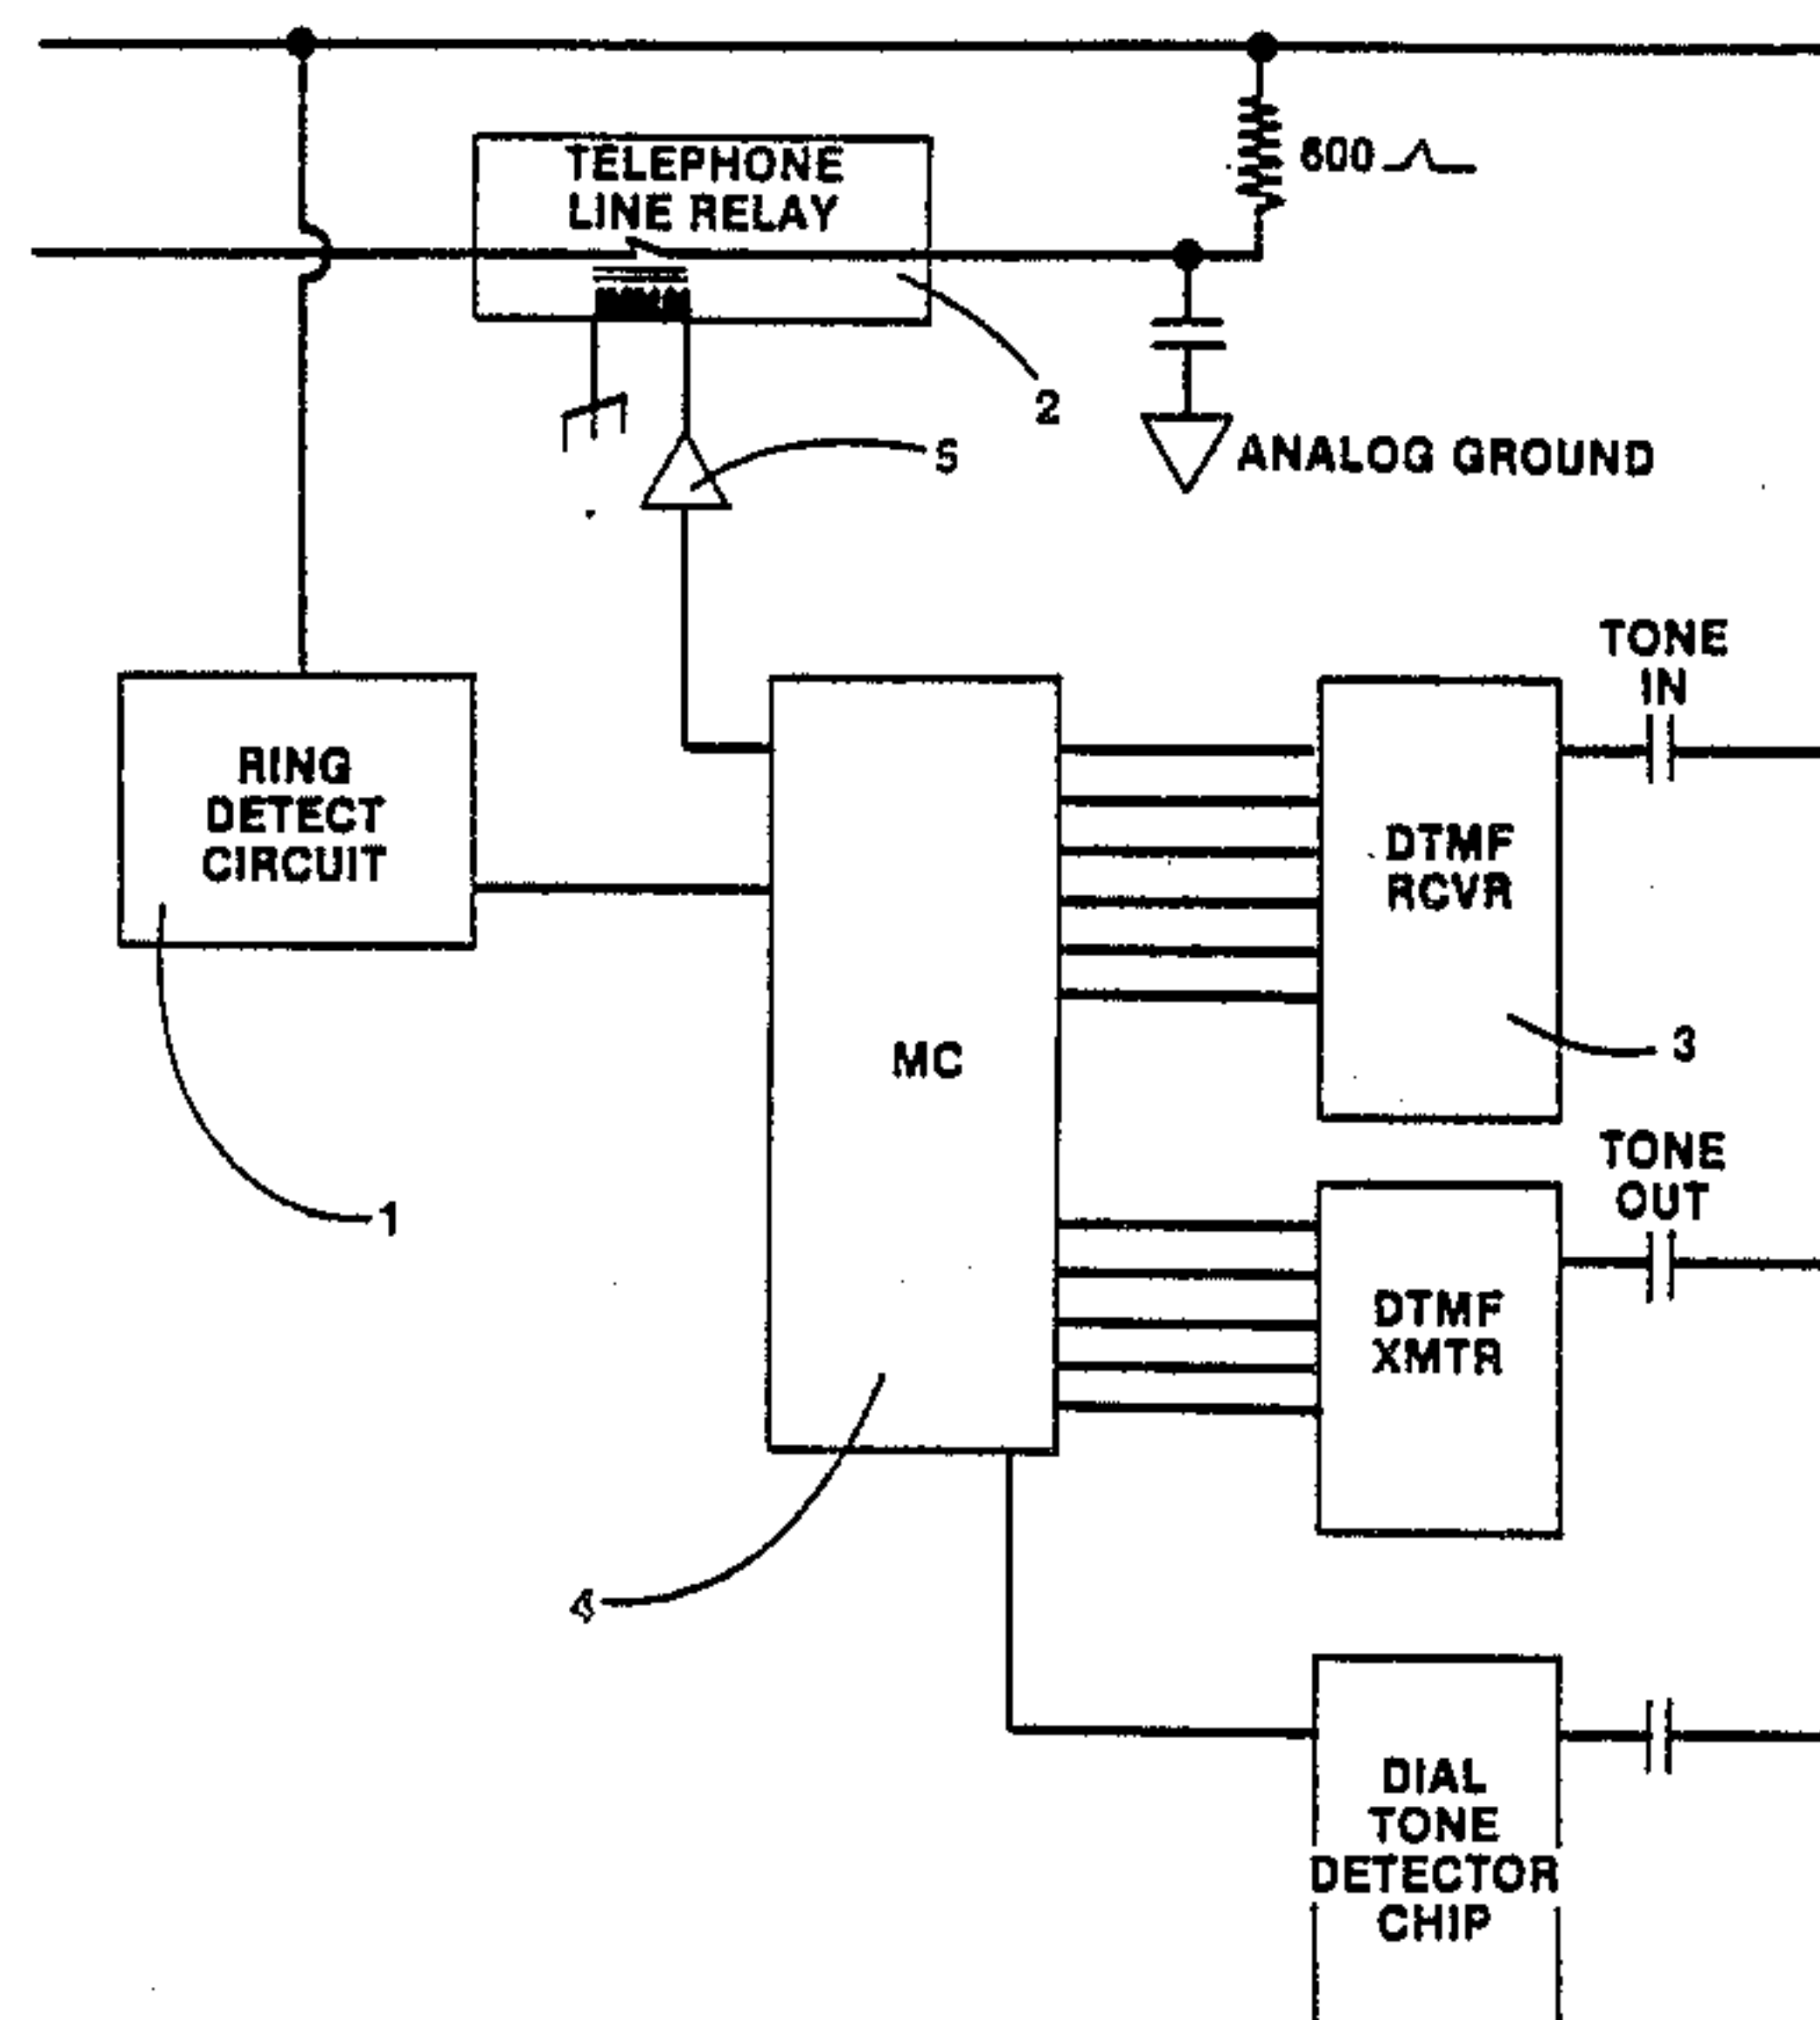 TELEPHONE
LINE RELAY
600
2
5
ANALOG GROUND
TONE
IN
RING
DETECT
CIRCUIT
DTMF
RCVR
MC
3
TONE
OUT
1
DTMF
XMTR
4
DIAL
TONE
DETECTOR
CHIP